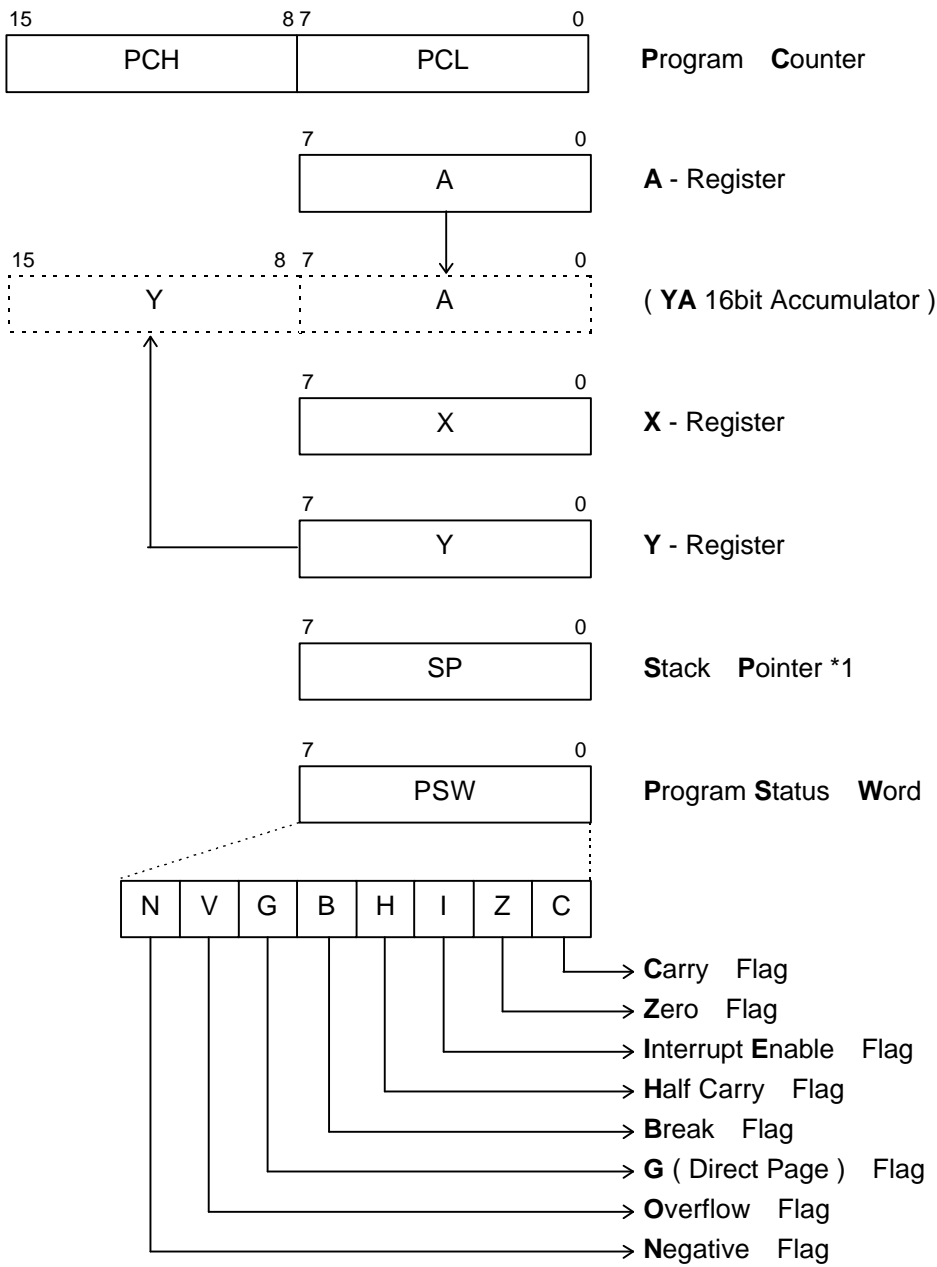 15 8 7 0
PCH PCL Program Counter
7 0
A A - Register
15 8 7 0
Y A ( YA 16bit Accumulator )
7 0
X X - Register
7 0
Y Y - Register
7 0
SP Stack Pointer *1
7 0
PSW Program Status Word
N V G B H I Z C
Carry Flag
Zero Flag
Interrupt Enable Flag
Half Carry Flag
Break Flag
G ( Direct Page ) Flag
Overflow Flag
Negative Flag